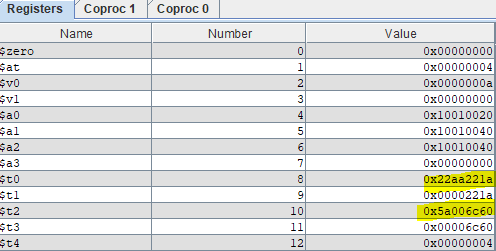 Registers Coproc 1 Coproc 0
Name Number Value
$zero 0 0x00000000
$at 1 0x00000004
$v0 2 0x0000000a
$v1 3 0x00000000
$a0 4 0x10010020
$a1 5 0x10010040
$a2 6 0x10010040
$a3 7 0x00000000
$t0 8 0x22aa221a
$t1 9 0x0000221a
$t2 10 0x5a006c60
$t3 11 0x00006c60
$t4 12 0x00000004